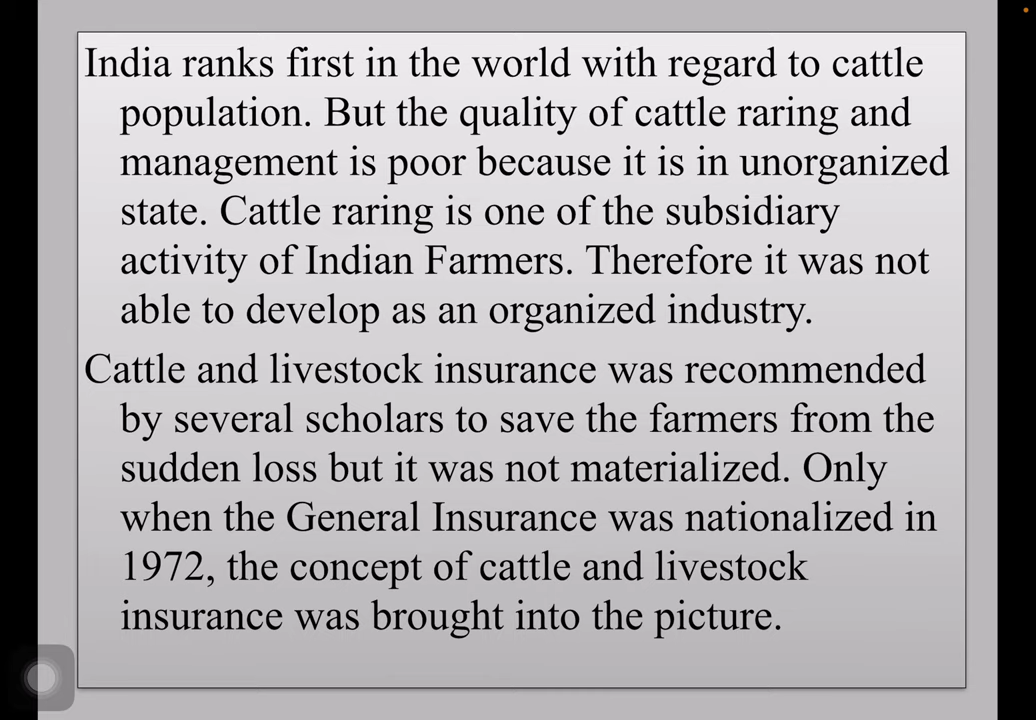 India ranks first in the world with regard to cattle
population. But the quality of cattle raring and
management is poor because it is in unorganized
state. Cattle raring is one of the subsidiary
activity of Indian Farmers. Therefore it was not
able to develop as an organized industry.
Cattle and livestock insurance was recommended
by several scholars to save the farmers from the
sudden loss but it was not materialized. Only
when the General Insurance was nationalized in
1972, the concept of cattle and livestock
insurance was brought into the picture.